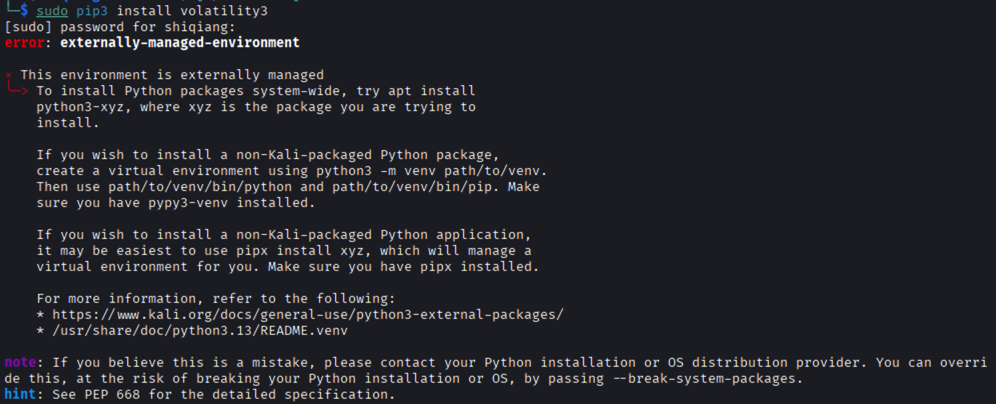 └─$ sudo pip3 install volatility3
[sudo] password for shiqiang:
error: externally-managed-environment
× This environment is externally managed
╰─> To install Python packages system-wide, try apt install
python3-xyz, where xyz is the package you are trying to
install.
If you wish to install a non-Kali-packaged Python package,
create a virtual environment using python3 -m venv path/to/venv.
Then use path/to/venv/bin/python and path/to/venv/bin/pip. Make
sure you have pypy3-venv installed.
If you wish to install a non-Kali-packaged Python application,
it may be easiest to use pipx install xyz, which will manage a
virtual environment for you. Make sure you have pipx installed.
For more information, refer to the following:
* https://www.kali.org/docs/general-use/python3-external-packages/
* /usr/share/doc/python3.13/README.venv
note: If you believe this is a mistake, please contact your Python installation or OS distribution provider. You can overri
de this, at the risk of breaking your Python installation or OS, by passing --break-system-packages.
hint: See PEP 668 for the detailed specification.